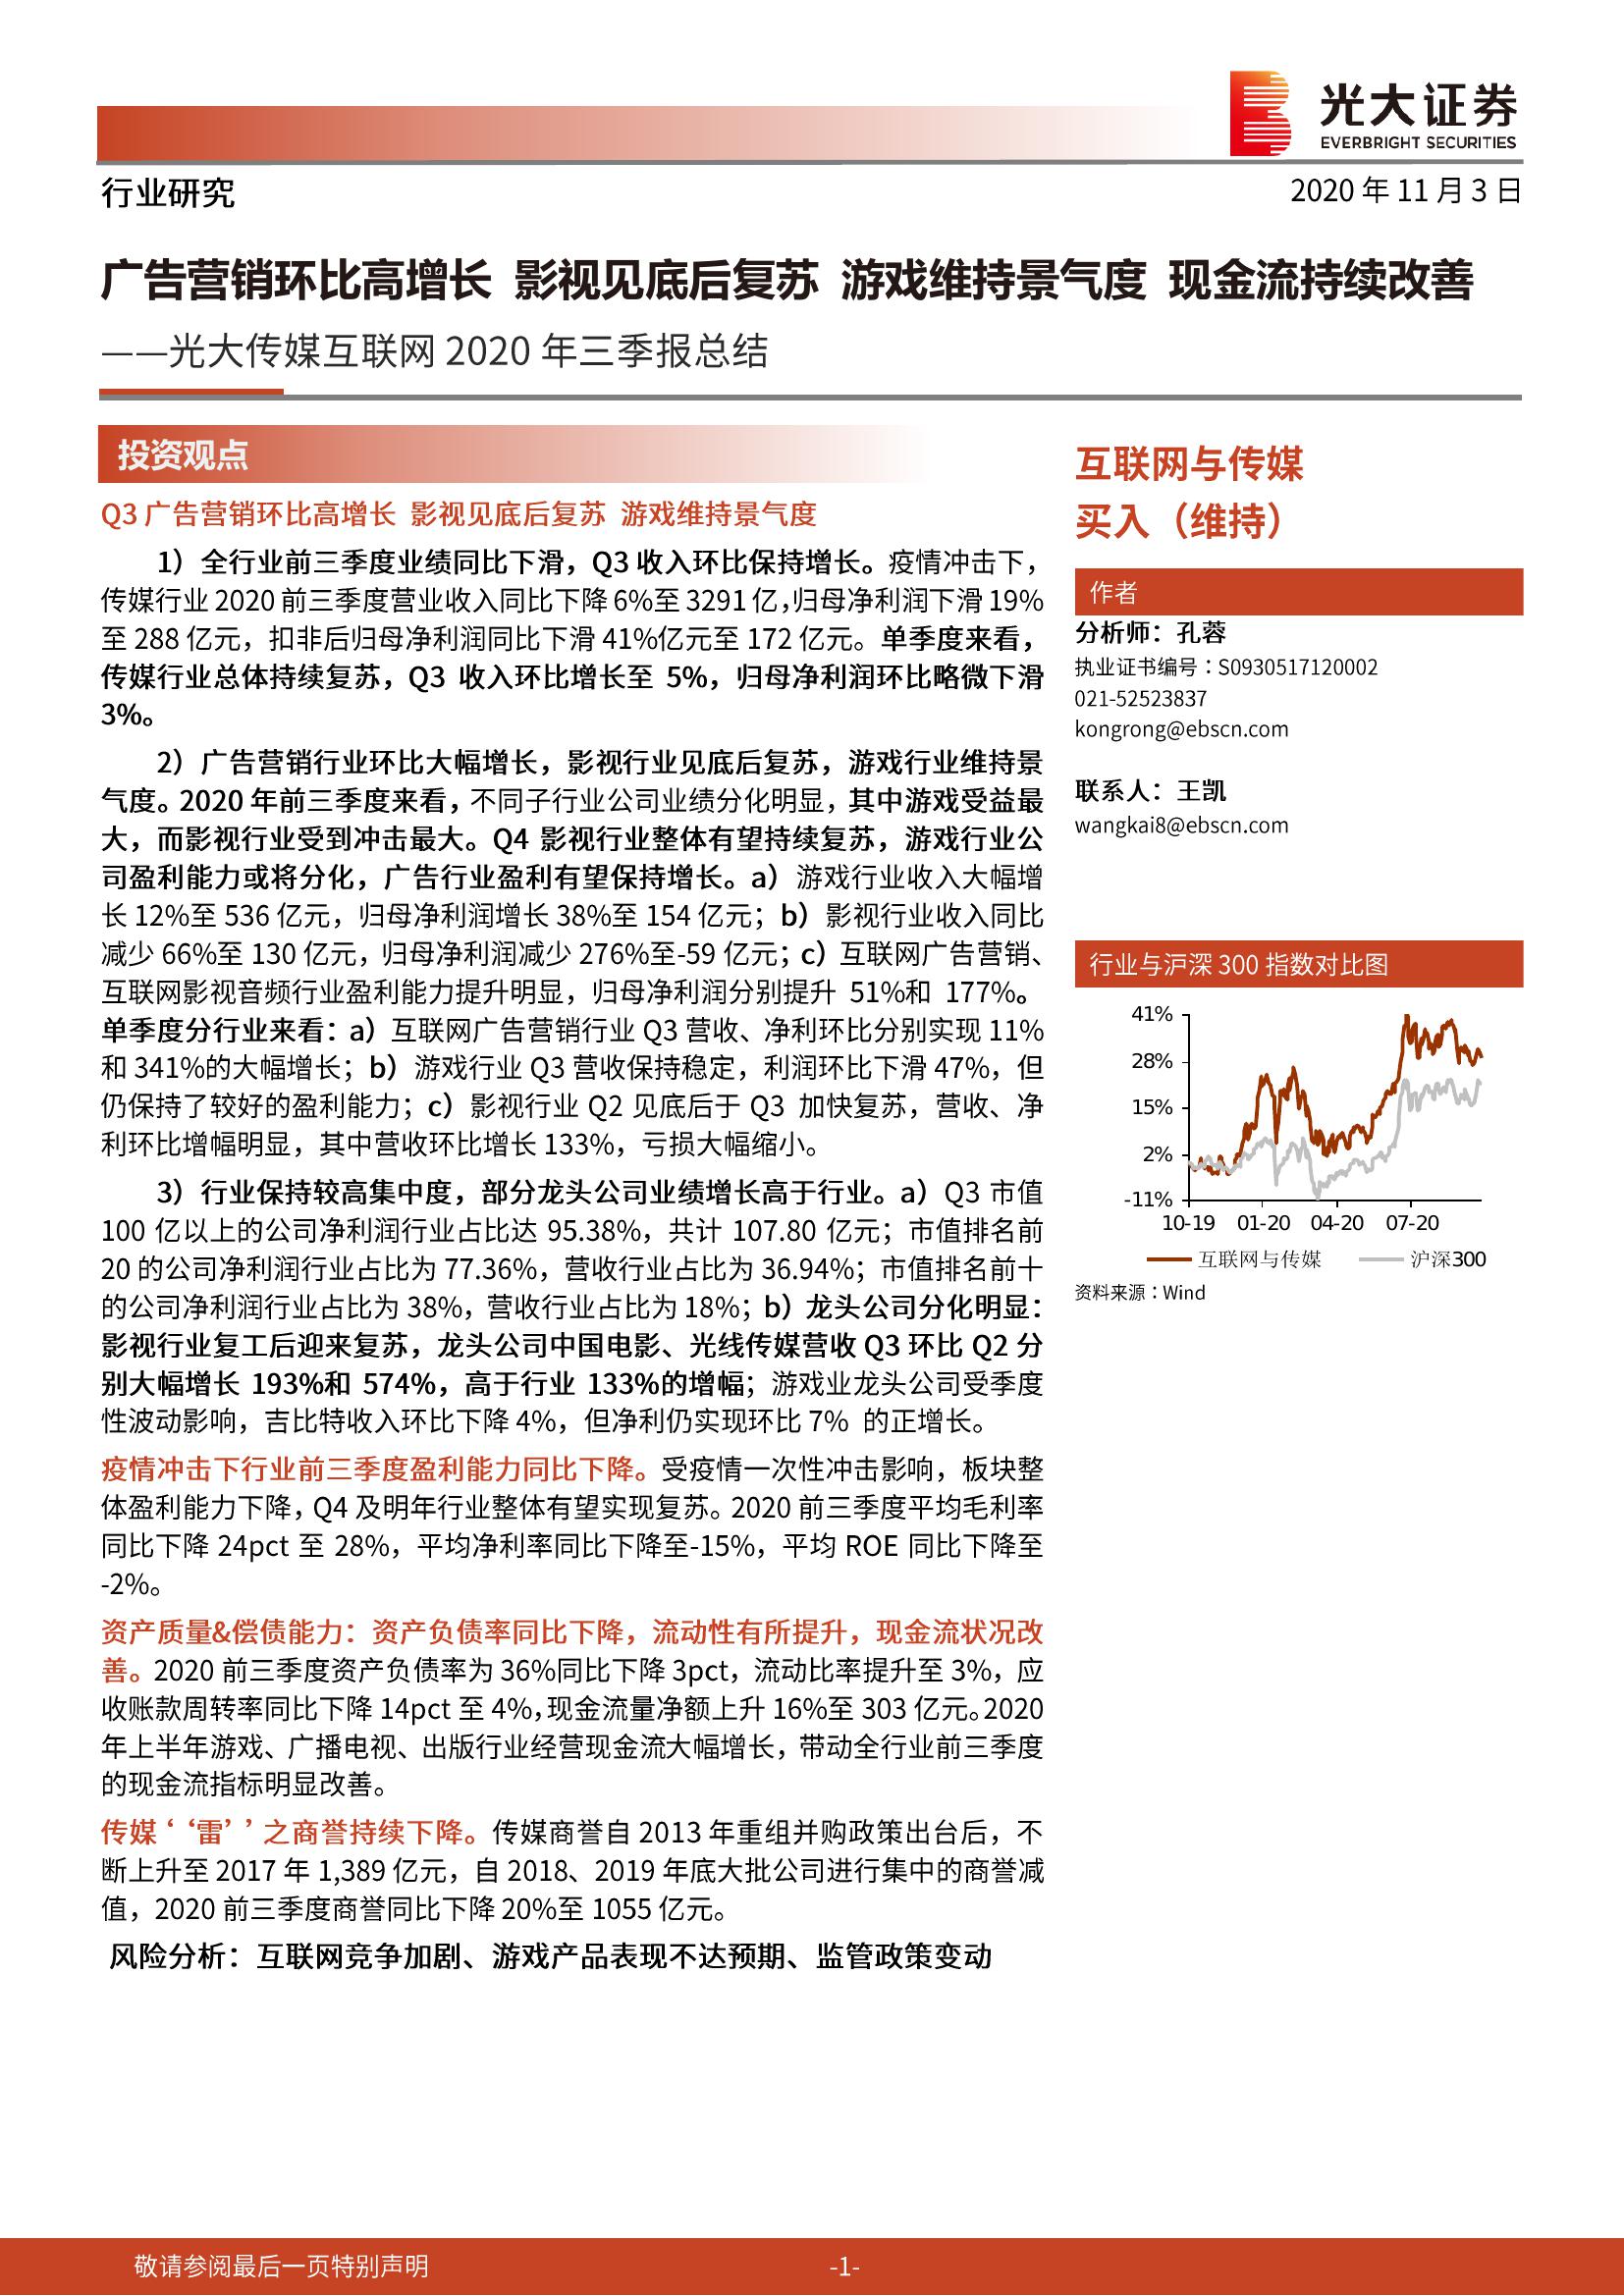 光大证券
EVERBRIGHT SECURITIES
行业研究
2020 年 11 月 3 日
广告营销环比高增长 影视见底后复苏 游戏维持景气度 现金流持续改善
——光大传媒互联网 2020 年三季报总结
投资观点
Q3 广告营销环比高增长 影视见底后复苏 游戏维持景气度
1）全行业前三季度业绩同比下滑，Q3 收入环比保持增长。疫情冲击下，
传媒行业 2020 前三季度营业收入同比下降 6%至 3291 亿，归母净利润下滑 19%
至 288 亿元，扣非后归母净利润同比下滑 41%亿元至 172 亿元。单季度来看，
传媒行业总体持续复苏，Q3 收入环比增长至 5%，归母净利润环比略微下滑
3%。
2）广告营销行业环比大幅增长，影视行业见底后复苏，游戏行业维持景
气度。2020 年前三季度来看，不同子行业公司业绩分化明显，其中游戏受益最
大，而影视行业受到冲击最大。Q4 影视行业整体有望持续复苏，游戏行业公
司盈利能力或将分化，广告行业盈利有望保持增长。a）游戏行业收入大幅增
长 12%至 536 亿元，归母净利润增长 38%至 154 亿元；b）影视行业收入同比
减少 66%至 130 亿元，归母净利润减少 276%至-59 亿元；c）互联网广告营销、
互联网影视音频行业盈利能力提升明显，归母净利润分别提升 51%和 177%。
单季度分行业来看：a）互联网广告营销行业 Q3 营收、净利环比分别实现 11%
和 341%的大幅增长；b）游戏行业 Q3 营收保持稳定，利润环比下滑 47%，但
仍保持了较好的盈利能力；c）影视行业 Q2 见底后于 Q3 加快复苏，营收、净
利环比增幅明显，其中营收环比增长 133%，亏损大幅缩小。
3）行业保持较高集中度，部分龙头公司业绩增长高于行业。a）Q3 市值
100 亿以上的公司净利润行业占比达 95.38%，共计 107.80 亿元；市值排名前
20 的公司净利润行业占比为 77.36%，营收行业占比为 36.94%；市值排名前十
的公司净利润行业占比为 38%，营收行业占比为 18%；b）龙头公司分化明显：
影视行业复工后迎来复苏，龙头公司中国电影、光线传媒营收 Q3 环比 Q2 分
别大幅增长 193%和 574%，高于行业 133%的增幅；游戏业龙头公司受季度
性波动影响，吉比特收入环比下降 4%，但净利仍实现环比 7% 的正增长。
疫情冲击下行业前三季度盈利能力同比下降。受疫情一次性冲击影响，板块整
体盈利能力下降，Q4 及明年行业整体有望实现复苏。2020 前三季度平均毛利率
同比下降 24pct 至 28%，平均净利率同比下降至-15%，平均 ROE 同比下降至
-2%。
资产质量&偿债能力：资产负债率同比下降，流动性有所提升，现金流状况改
善。2020 前三季度资产负债率为 36%同比下降 3pct，流动比率提升至 3%，应
收账款周转率同比下降 14pct 至 4%，现金流量净额上升 16%至 303 亿元。2020
年上半年游戏、广播电视、出版行业经营现金流大幅增长，带动全行业前三季度
的现金流指标明显改善。
传媒‘‘雷’’之商誉持续下降。传媒商誉自 2013 年重组并购政策出台后，不
断上升至 2017 年 1,389 亿元，自 2018、2019 年底大批公司进行集中的商誉减
值，2020 前三季度商誉同比下降 20%至 1055 亿元。
风险分析：互联网竞争加剧、游戏产品表现不达预期、监管政策变动
互联网与传媒
买入（维持）
作者
分析师：孔蓉
执业证书编号：S0930517120002
021-52523837
kongrong@ebscn.com
联系人：王凯
wangkai8@ebscn.com
行业与沪深 300 指数对比图
41%
28%
15%
2%
-11%
10-19 01-20 04-20 07-20
互联网与传媒 沪深300
资料来源：Wind
敬请参阅最后一页特别声明
-1-